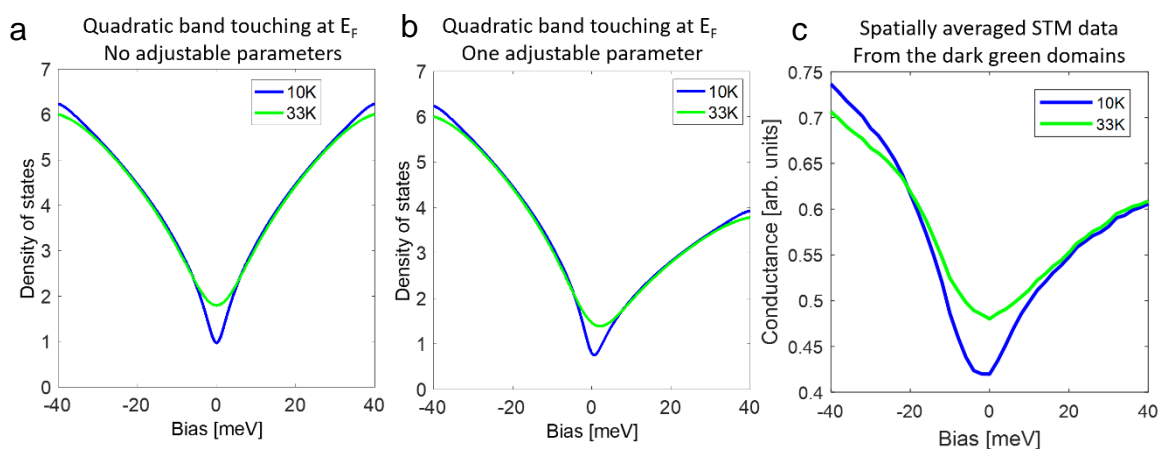 a
Quadratic band touching at E_F
No adjustable parameters
Density of states
7
6
5
4
3
2
1
0
10K
33K
-40
-20
0
20
40
Bias [meV]
b
Quadratic band touching at E_F
One adjustable parameter
Density of states
7
6
5
4
3
2
1
0
10K
33K
-40
-20
0
20
40
Bias [meV]
c
Spatially averaged STM data
From the dark green domains
Conductance [arb. units]
0.75
0.7
0.65
0.6
0.55
0.5
0.45
0.4
10K
33K
-40
-20
0
20
40
Bias [meV]